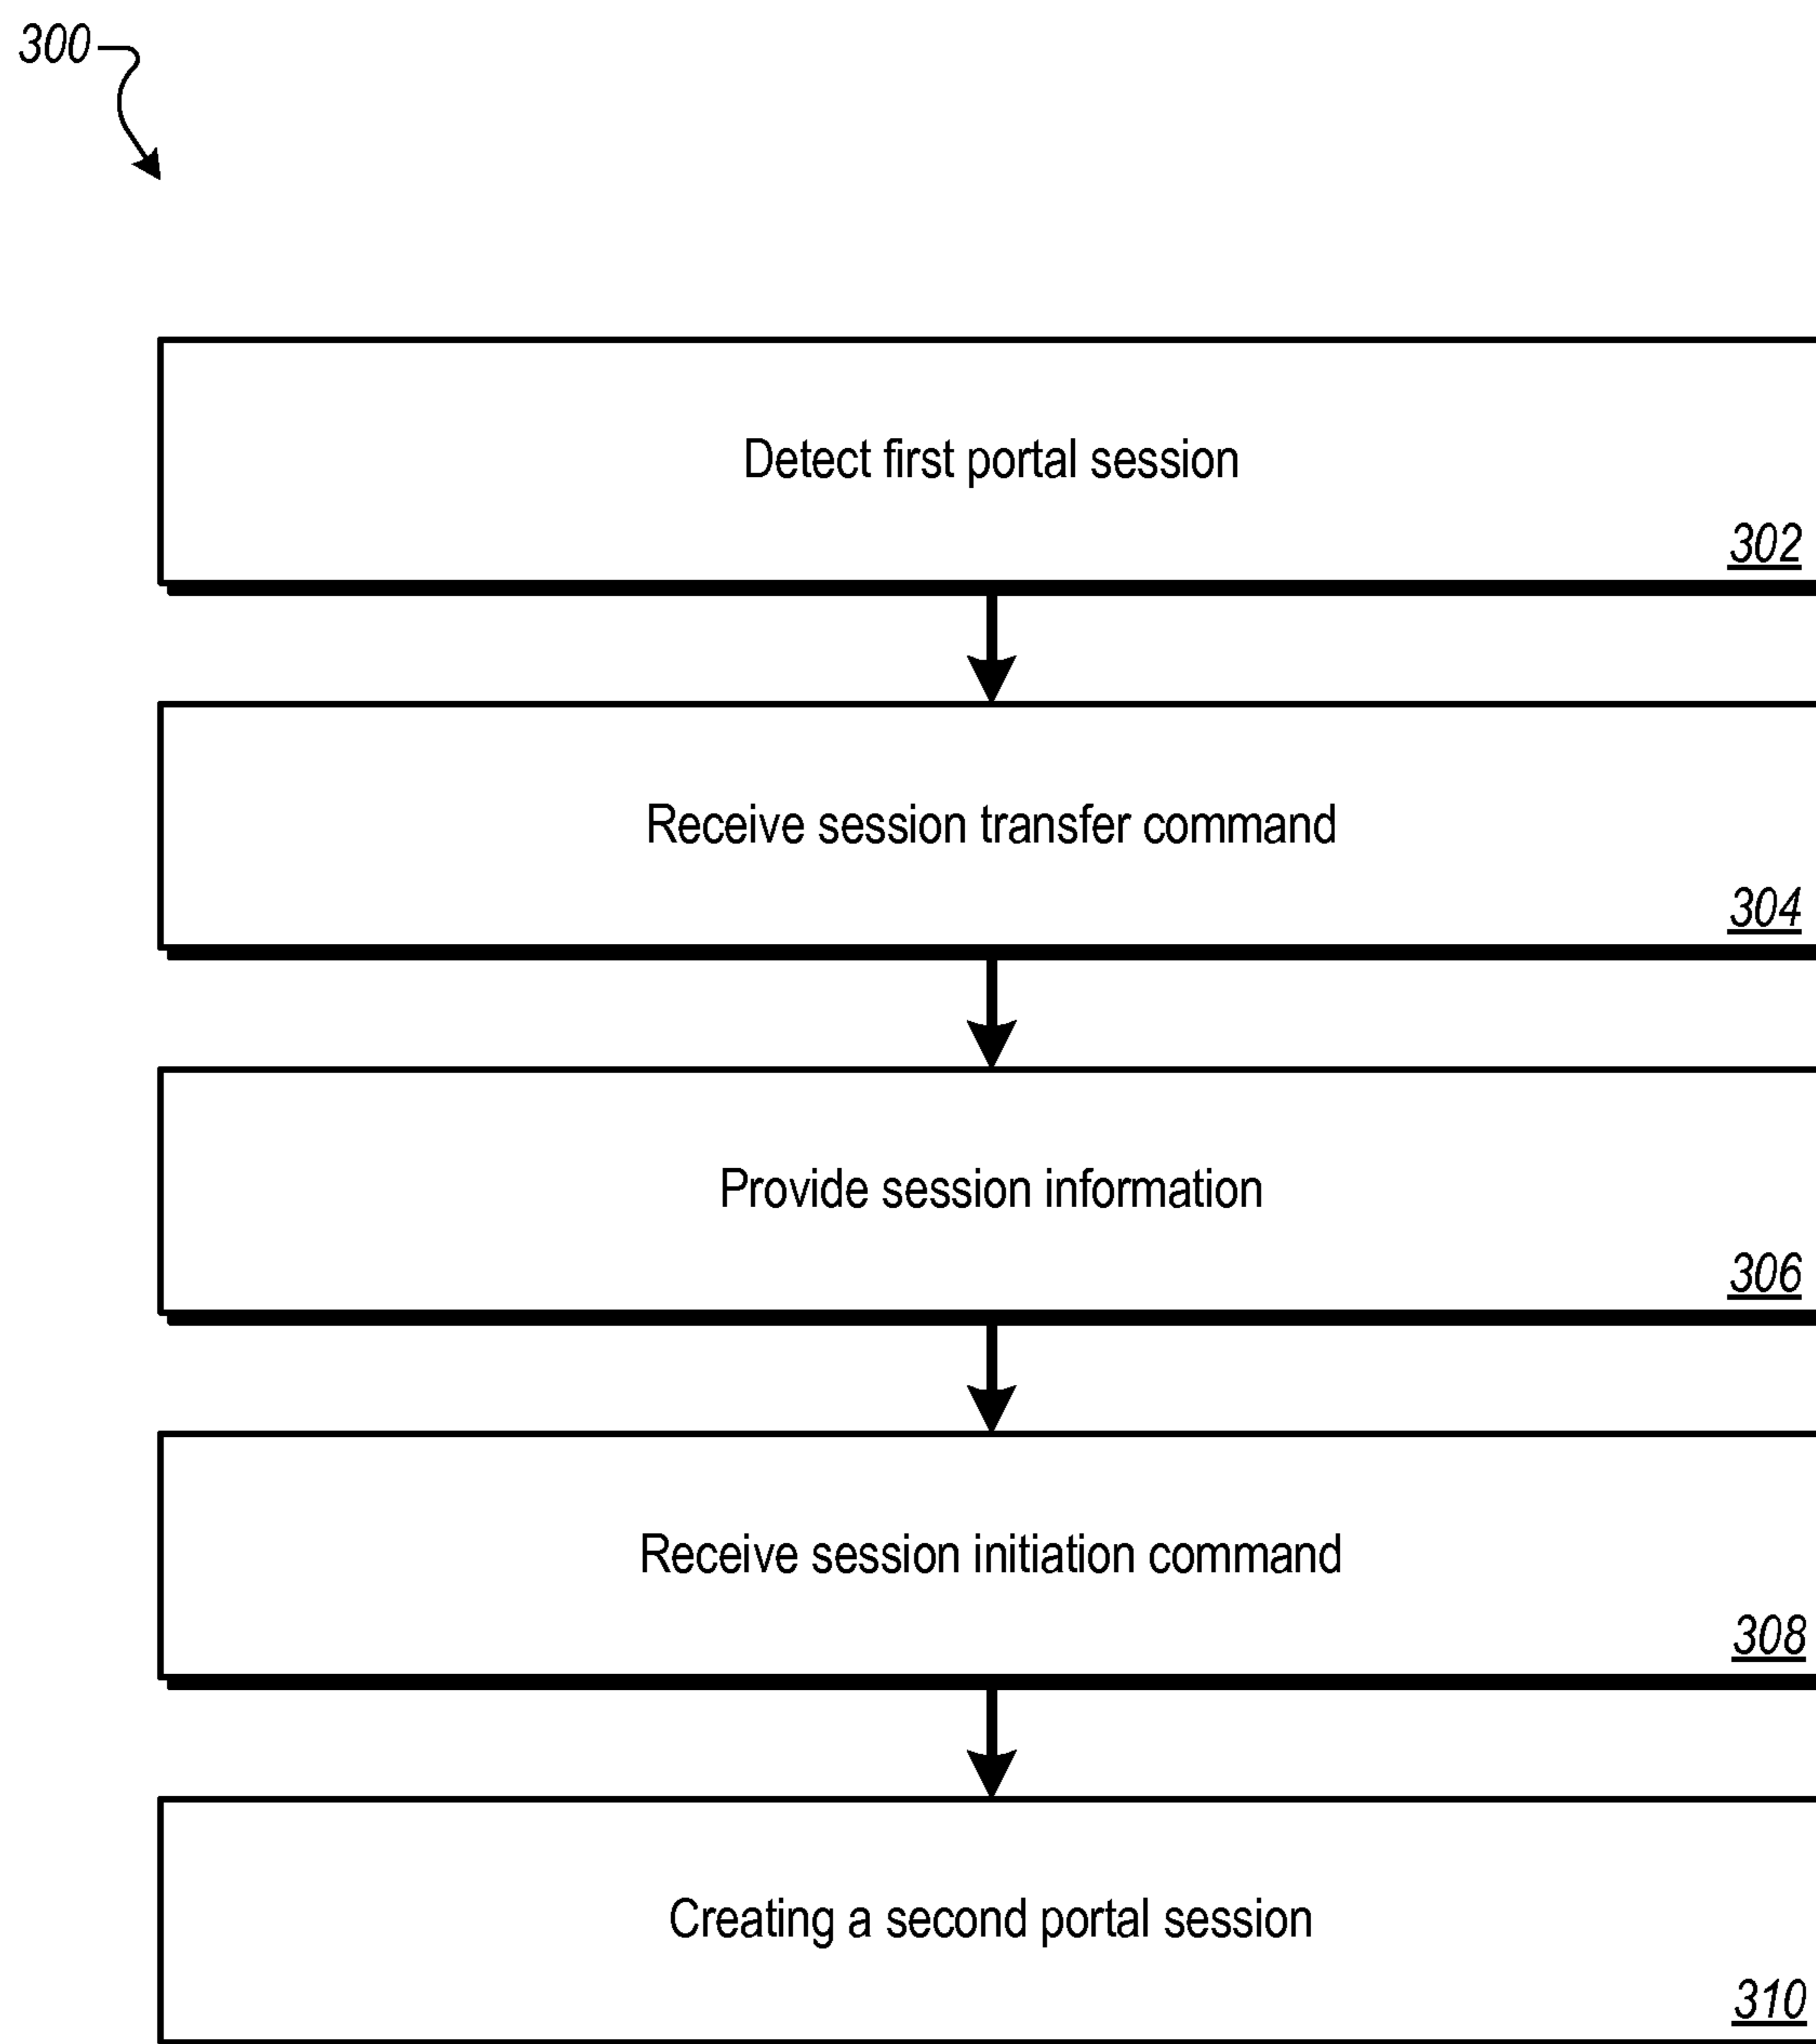 300
Detect first portal session
302
Receive session transfer command
304
Provide session information
306
Receive session initiation command
308
Creating a second portal session
310